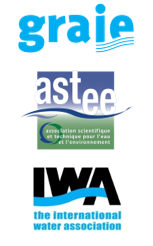 graie
astee
association scientifique
et technique pour l'eau
et l'environnement
IWA
the international
water association